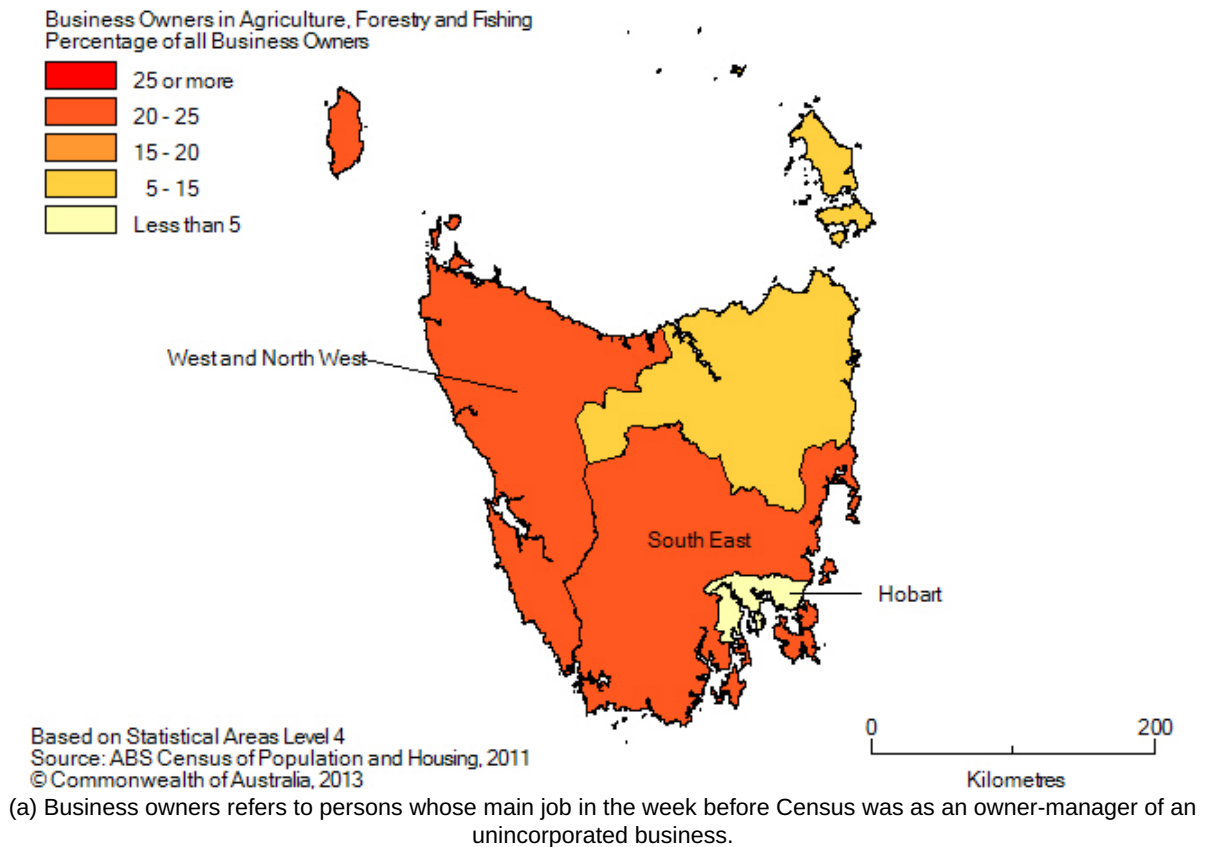 Business Owners in Agriculture, Forestry and Fishing
Percentage of all Business Owners
25 or more
20 - 25
15 - 20
5 - 15
Less than 5
West and North West
South East
Hobart
0 200
Kilometres
Based on Statistical Areas Level 4
Source: ABS Census of Population and Housing, 2011
© Commonwealth of Australia, 2013
(a) Business owners refers to persons whose main job in the week before Census was as an owner-manager of an
unincorporated business.